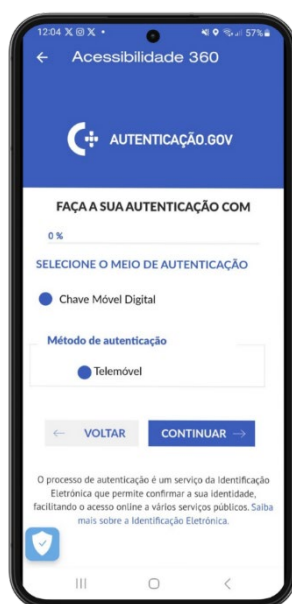 12:04 57%
Acessibilidade 360
AUTENTICAÇÃO.GOV
FAÇA A SUA AUTENTICAÇÃO COM
0 %
SELECIONE O MEIO DE AUTENTICAÇÃO
Chave Móvel Digital
Método de autenticação
Telemóvel
← VOLTAR CONTINUAR →
O processo de autenticação é um serviço da Identificação
Eletrónica que permite confirmar a sua identidade,
facilitando o acesso online a vários serviços públicos. Saiba
mais sobre a Identificação Eletrónica.